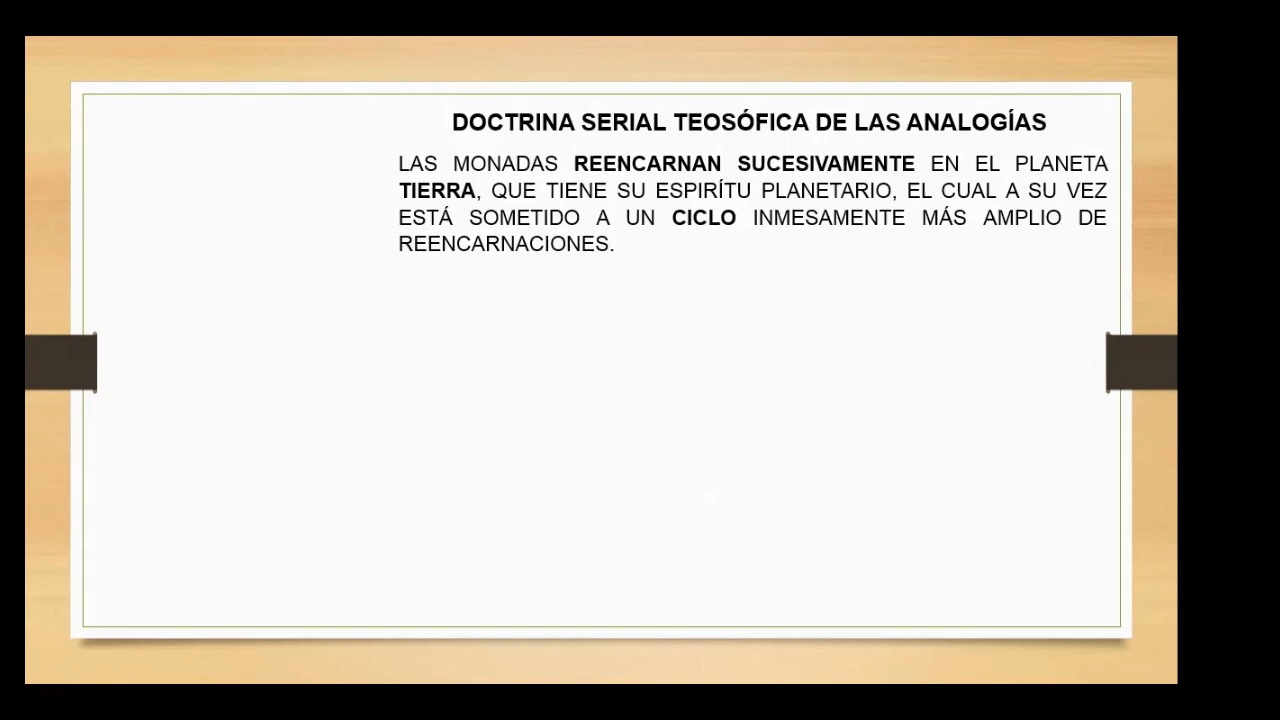 DOCTRINA SERIAL TEOSÓFICA DE LAS ANALOGÍAS
LAS MONADAS REENCARNAN SUCESIVAMENTE EN EL PLANETA
TIERRA, QUE TIENE SU ESPIRÍTU PLANETARIO, EL CUAL A SU VEZ
ESTÁ SOMETIDO A UN CICLO INMESAMENTE MÁS AMPLIO DE
REENCARNACIONES.